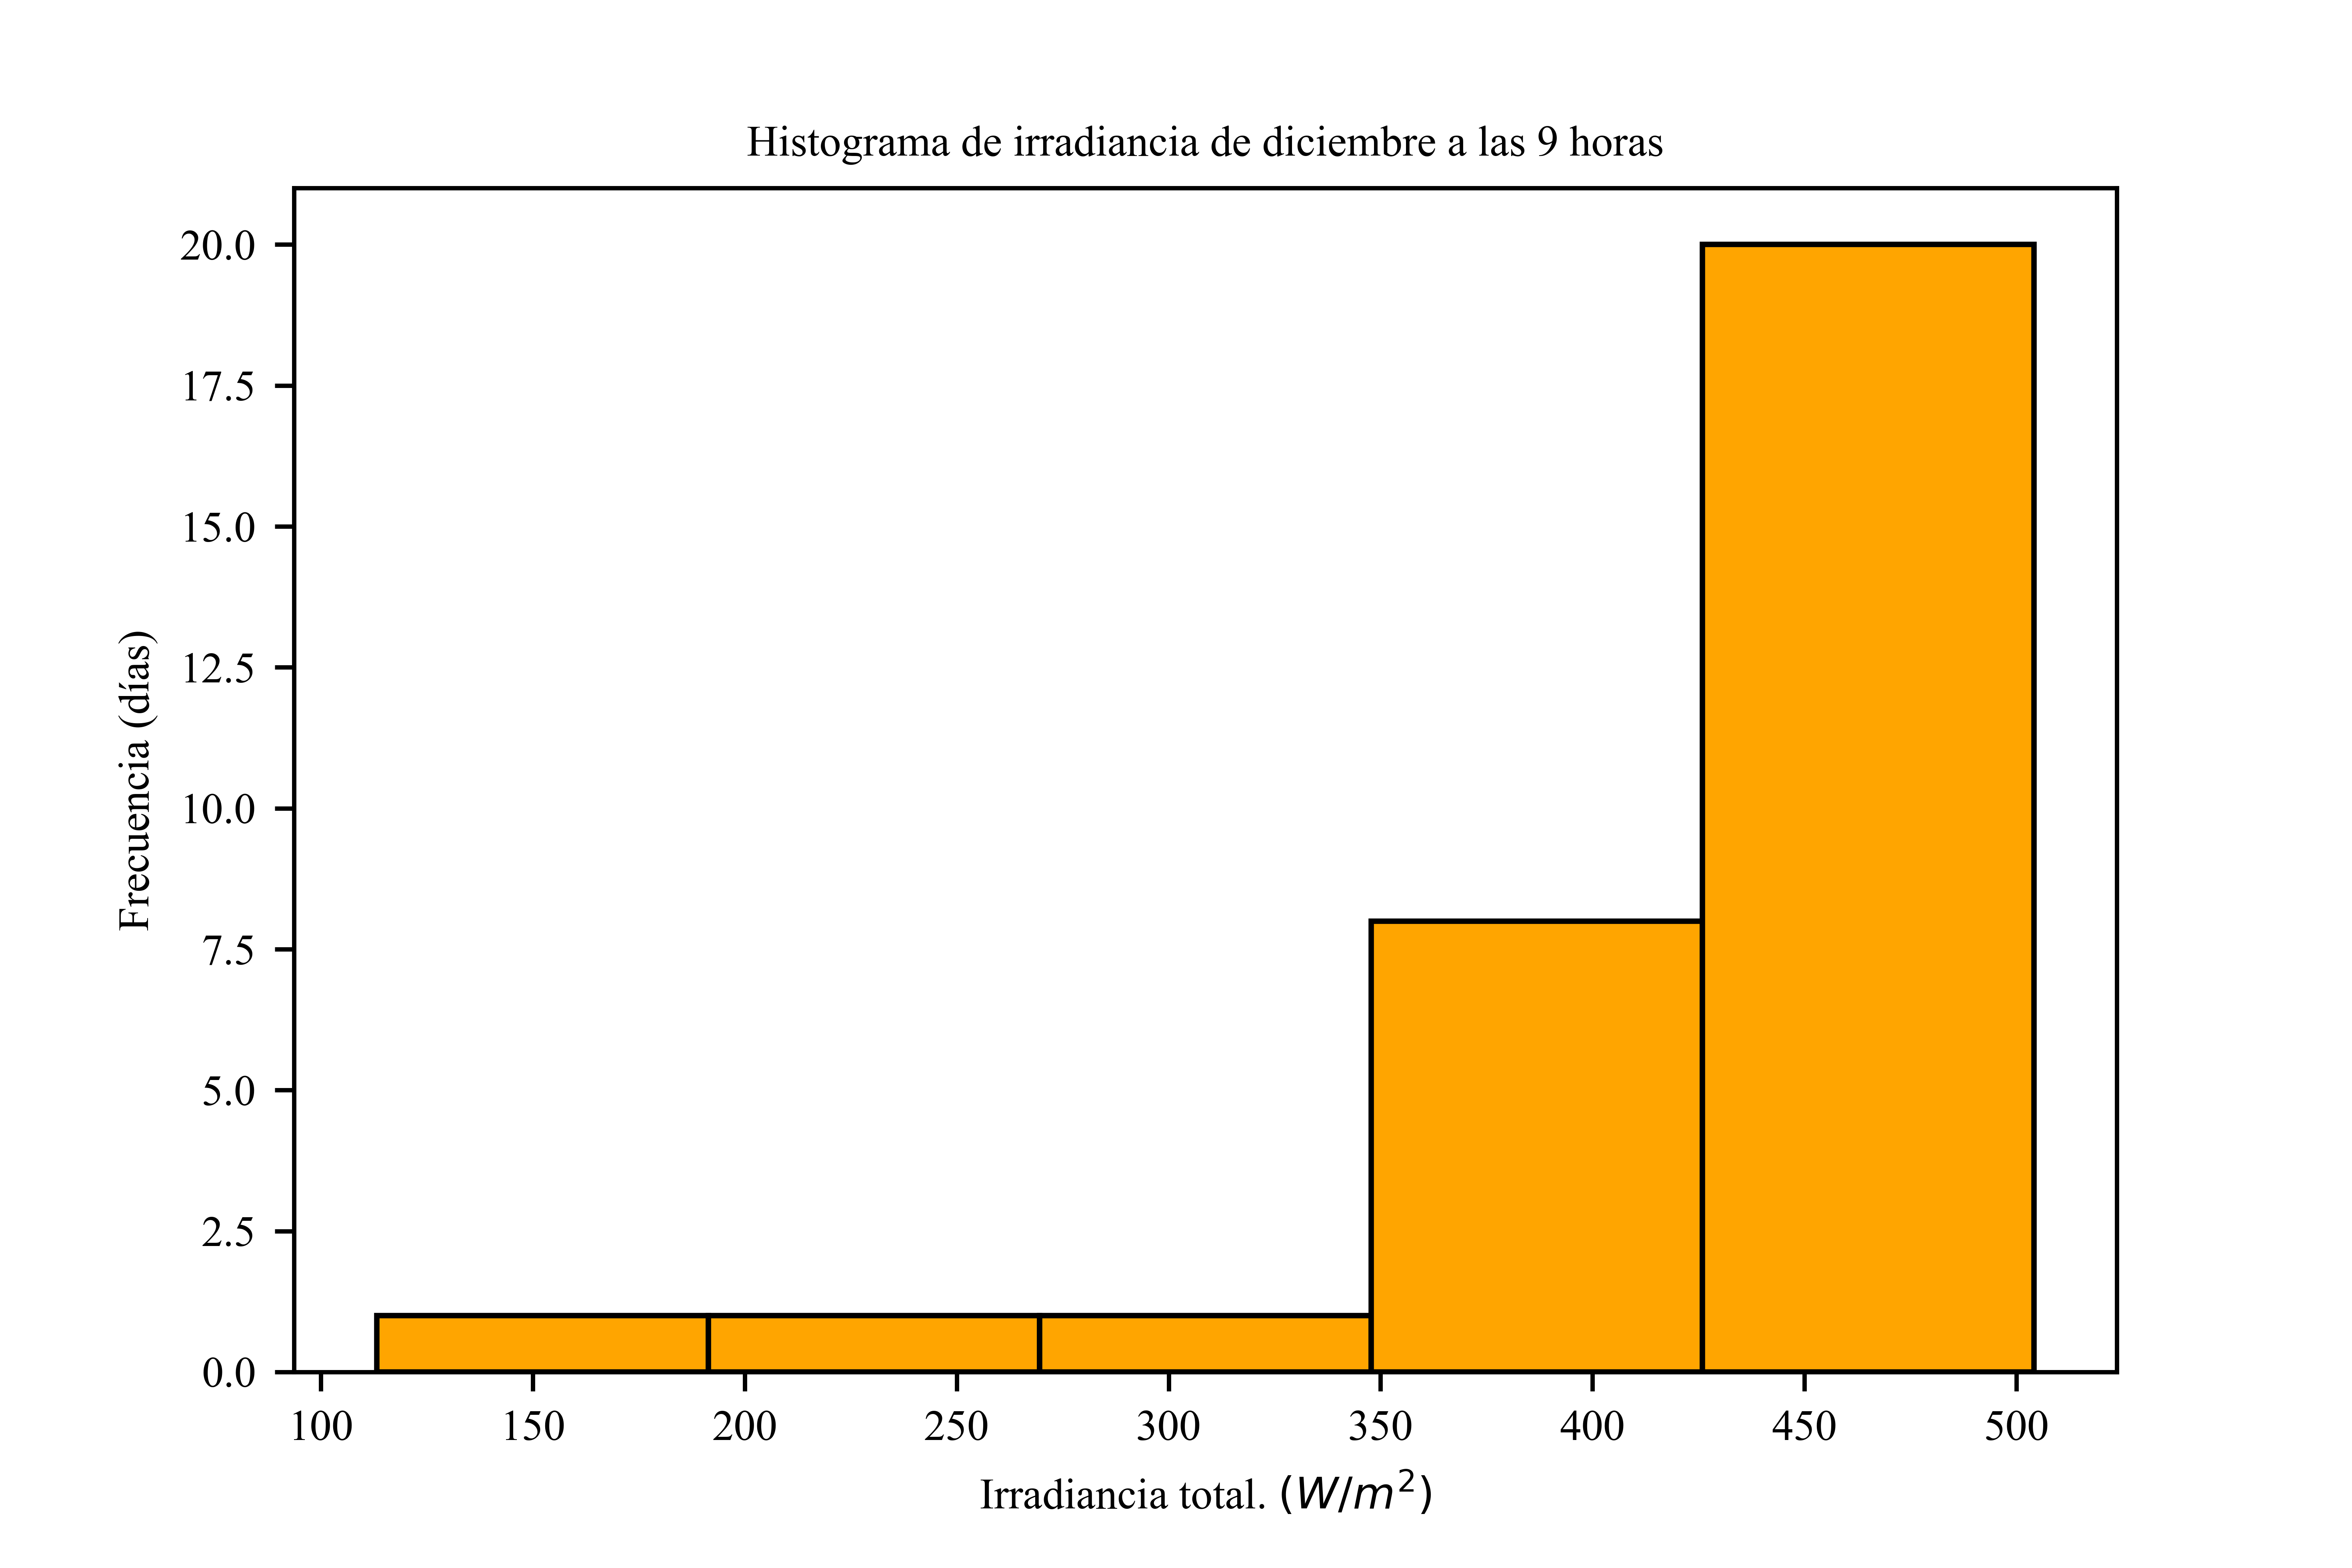 Histograma de irradiancia de diciembre a las 9 horas
Frecuencia (días)
20.0
17.5
15.0
12.5
10.0
7.5
5.0
2.5
0.0
100 150 200 250 300 350 400 450 500
Irradiancia total. (W/m²)